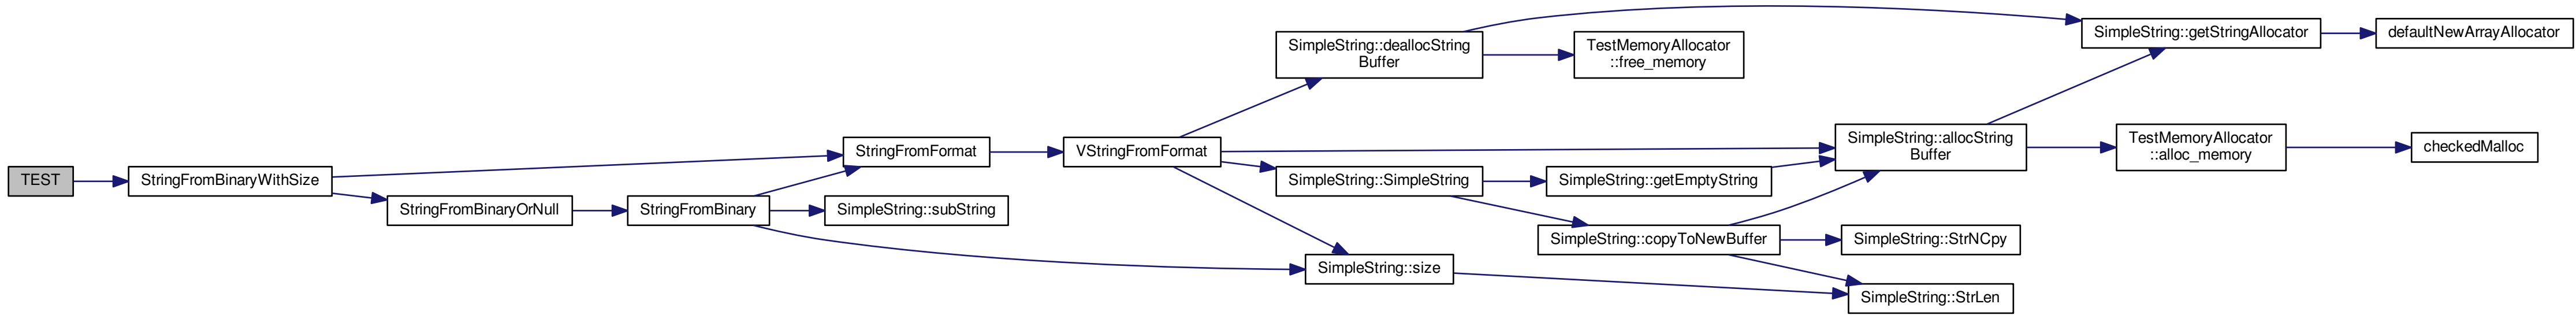 TEST
StringFromBinaryWithSize
StringFromFormat
StringFromBinaryOrNull
StringFromBinary
SimpleString::subString
VStringFromFormat
SimpleString::deallocString
Buffer
TestMemoryAllocator
::free_memory
SimpleString::SimpleString
SimpleString::getEmptyString
SimpleString::size
SimpleString::copyToNewBuffer
SimpleString::allocString
Buffer
SimpleString::StrNCpy
SimpleString::StrLen
SimpleString::getStringAllocator
defaultNewArrayAllocator
TestMemoryAllocator
::alloc_memory
checkedMalloc